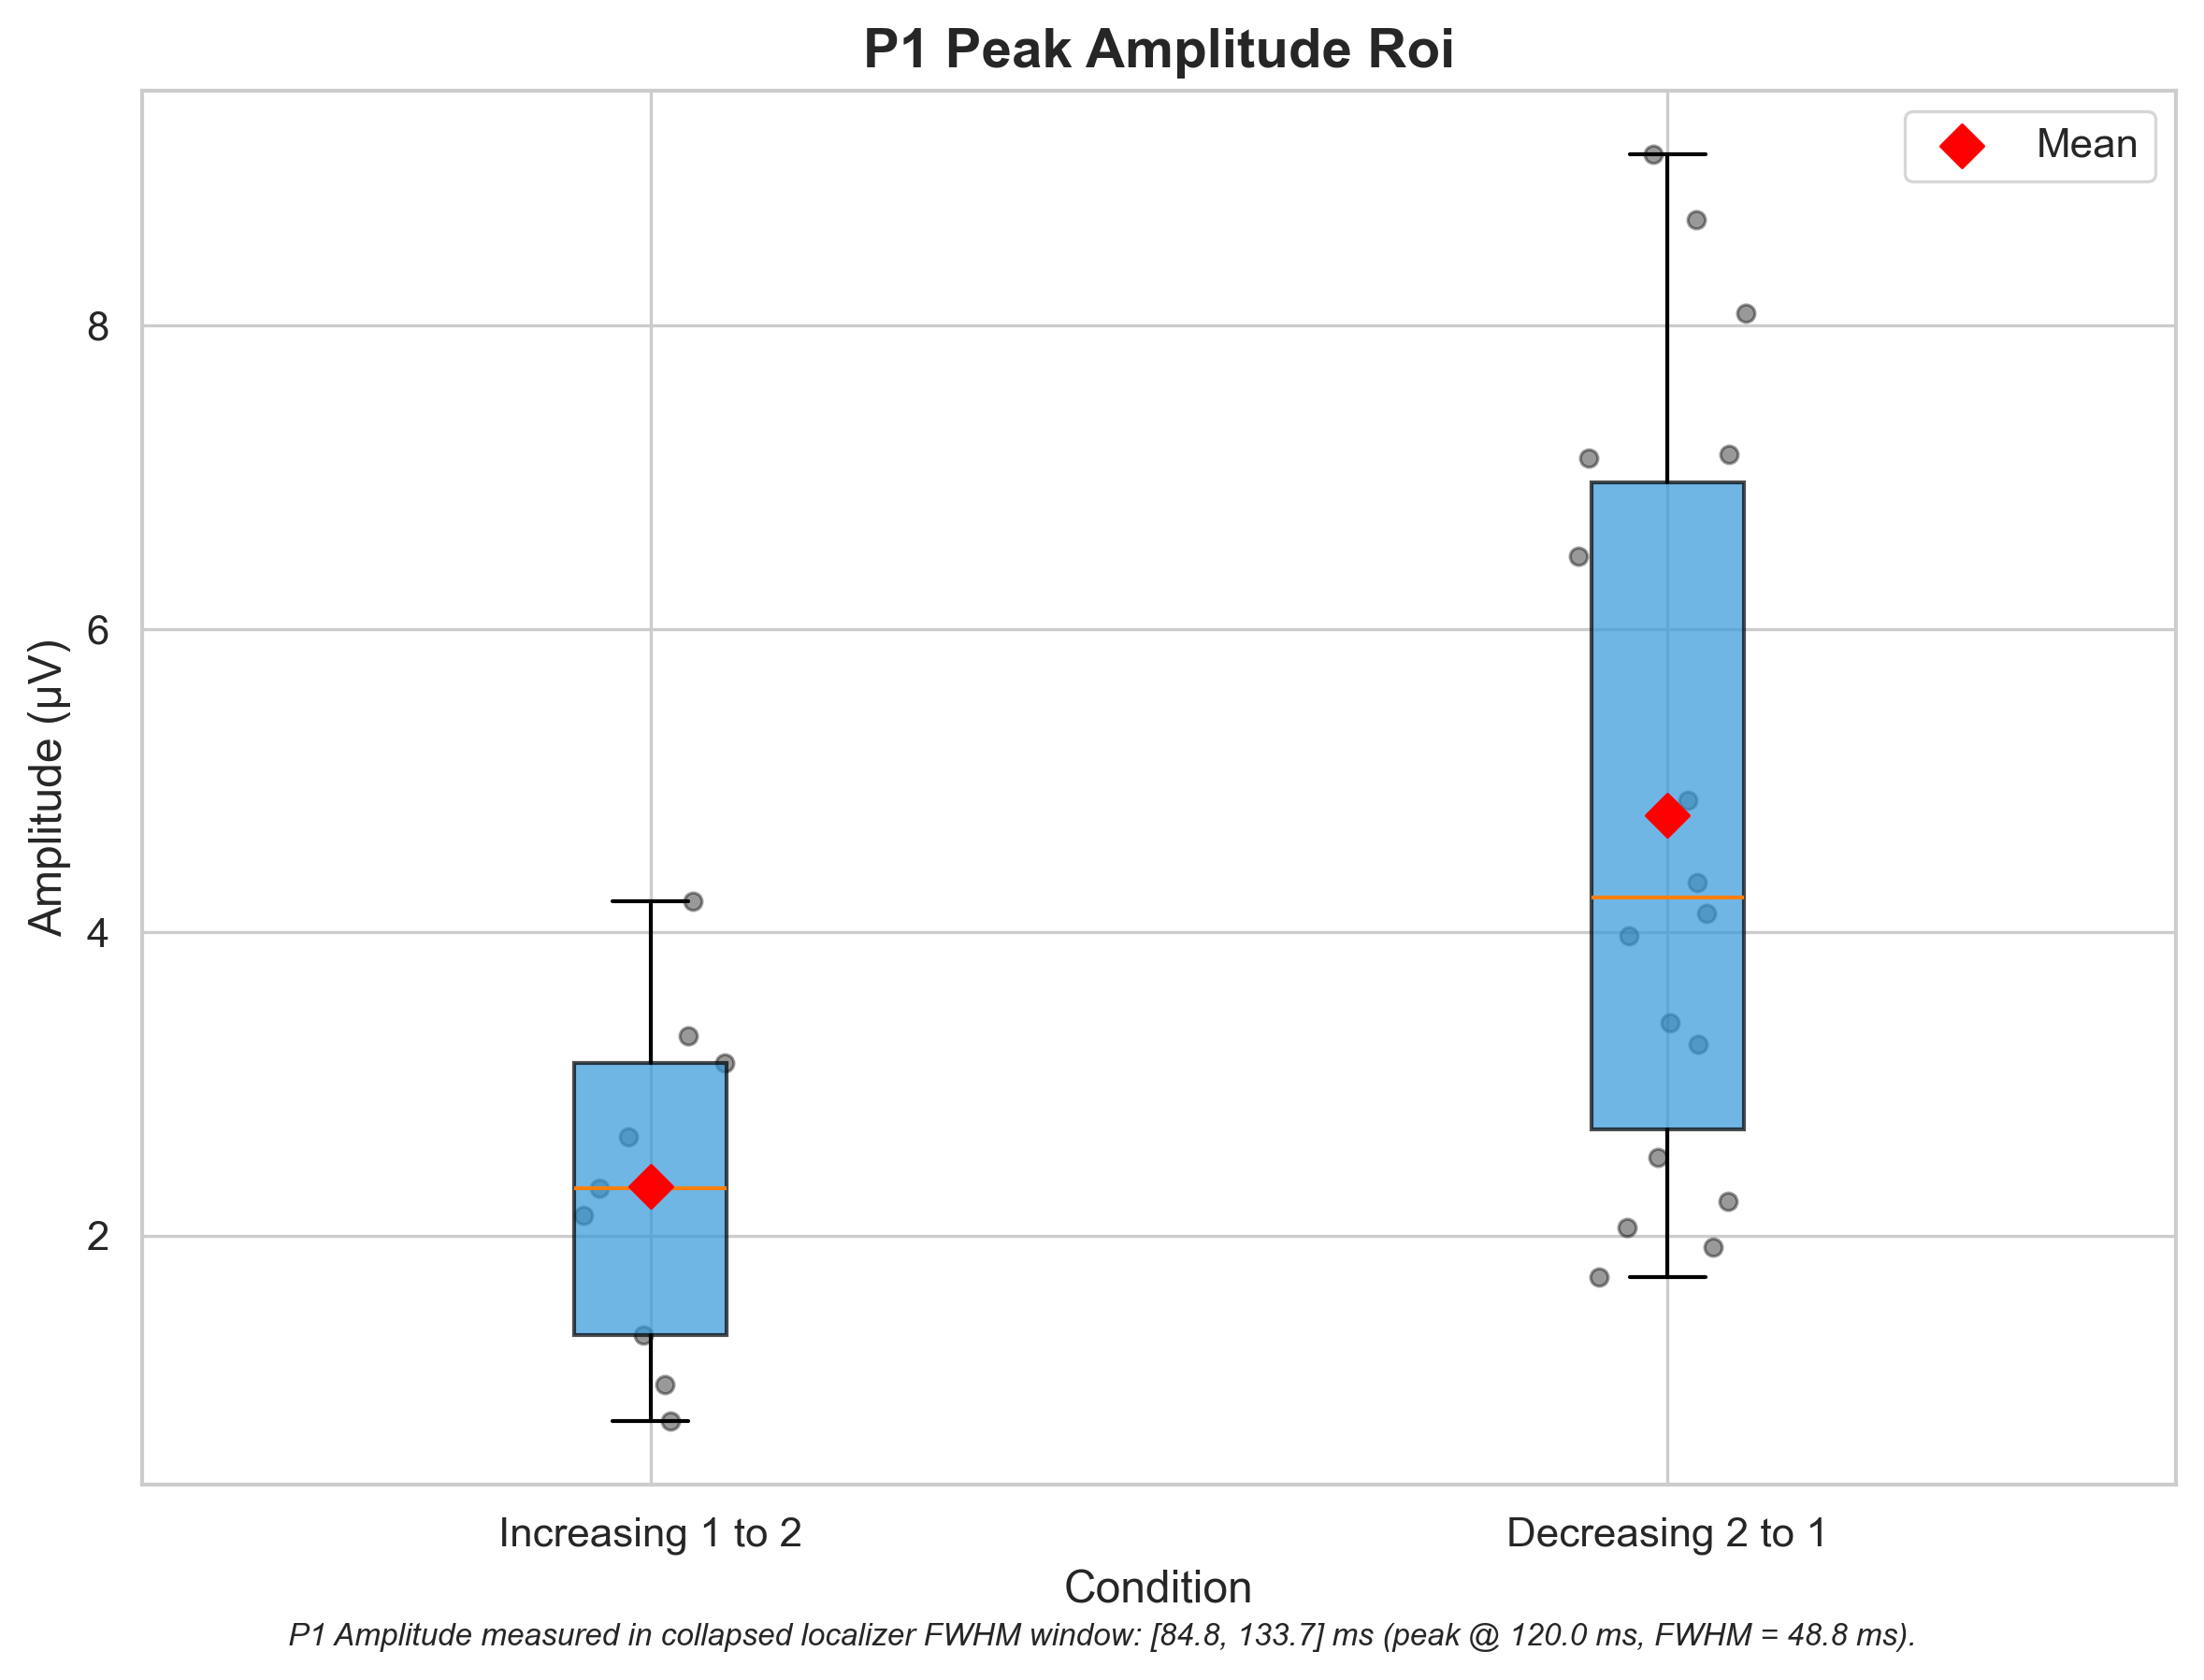 P1 Peak Amplitude Roi
Mean
Amplitude (µV)
8
6
4
2
Increasing 1 to 2
Decreasing 2 to 1
Condition
P1 Amplitude measured in collapsed localizer FWHM window: [84.8, 133.7] ms (peak @ 120.0 ms, FWHM = 48.8 ms).